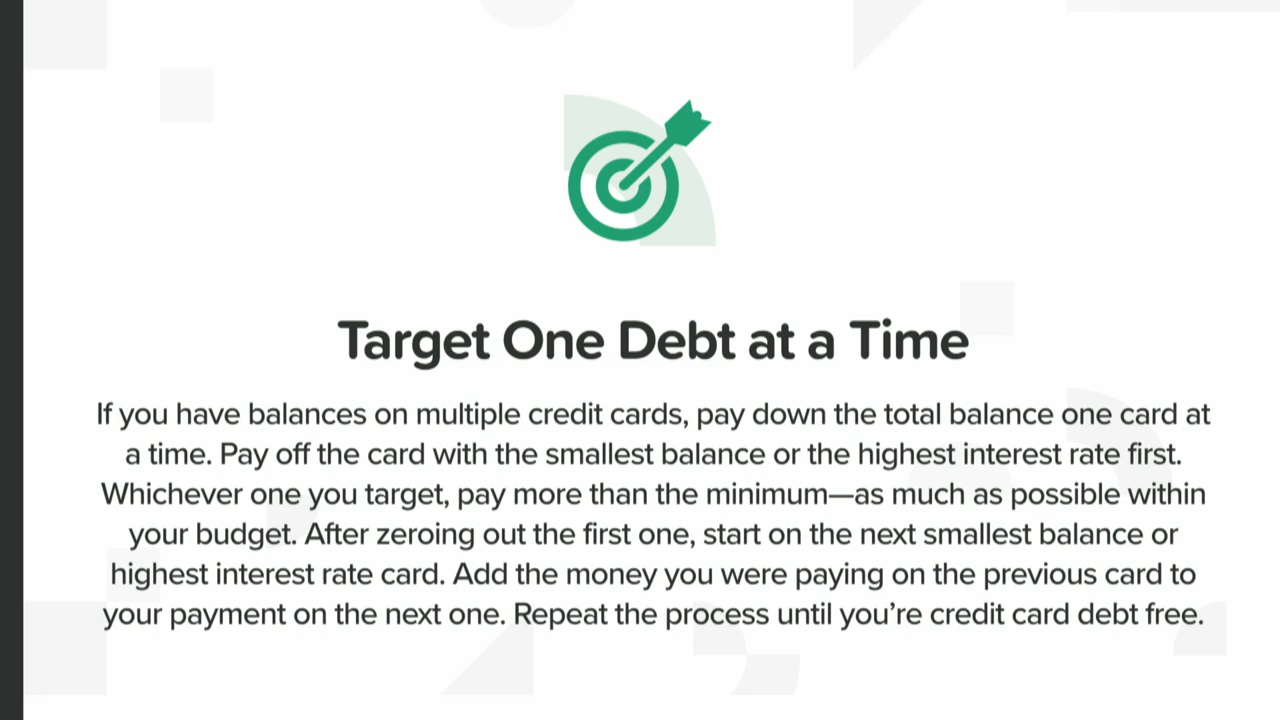 Target One Debt at a Time
If you have balances on multiple credit cards, pay down the total balance one card at
a time. Pay off the card with the smallest balance or the highest interest rate first.
Whichever one you target, pay more than the minimum—as much as possible within
your budget. After zeroing out the first one, start on the next smallest balance or
highest interest rate card. Add the money you were paying on the previous card to
your payment on the next one. Repeat the process until you’re credit card debt free.